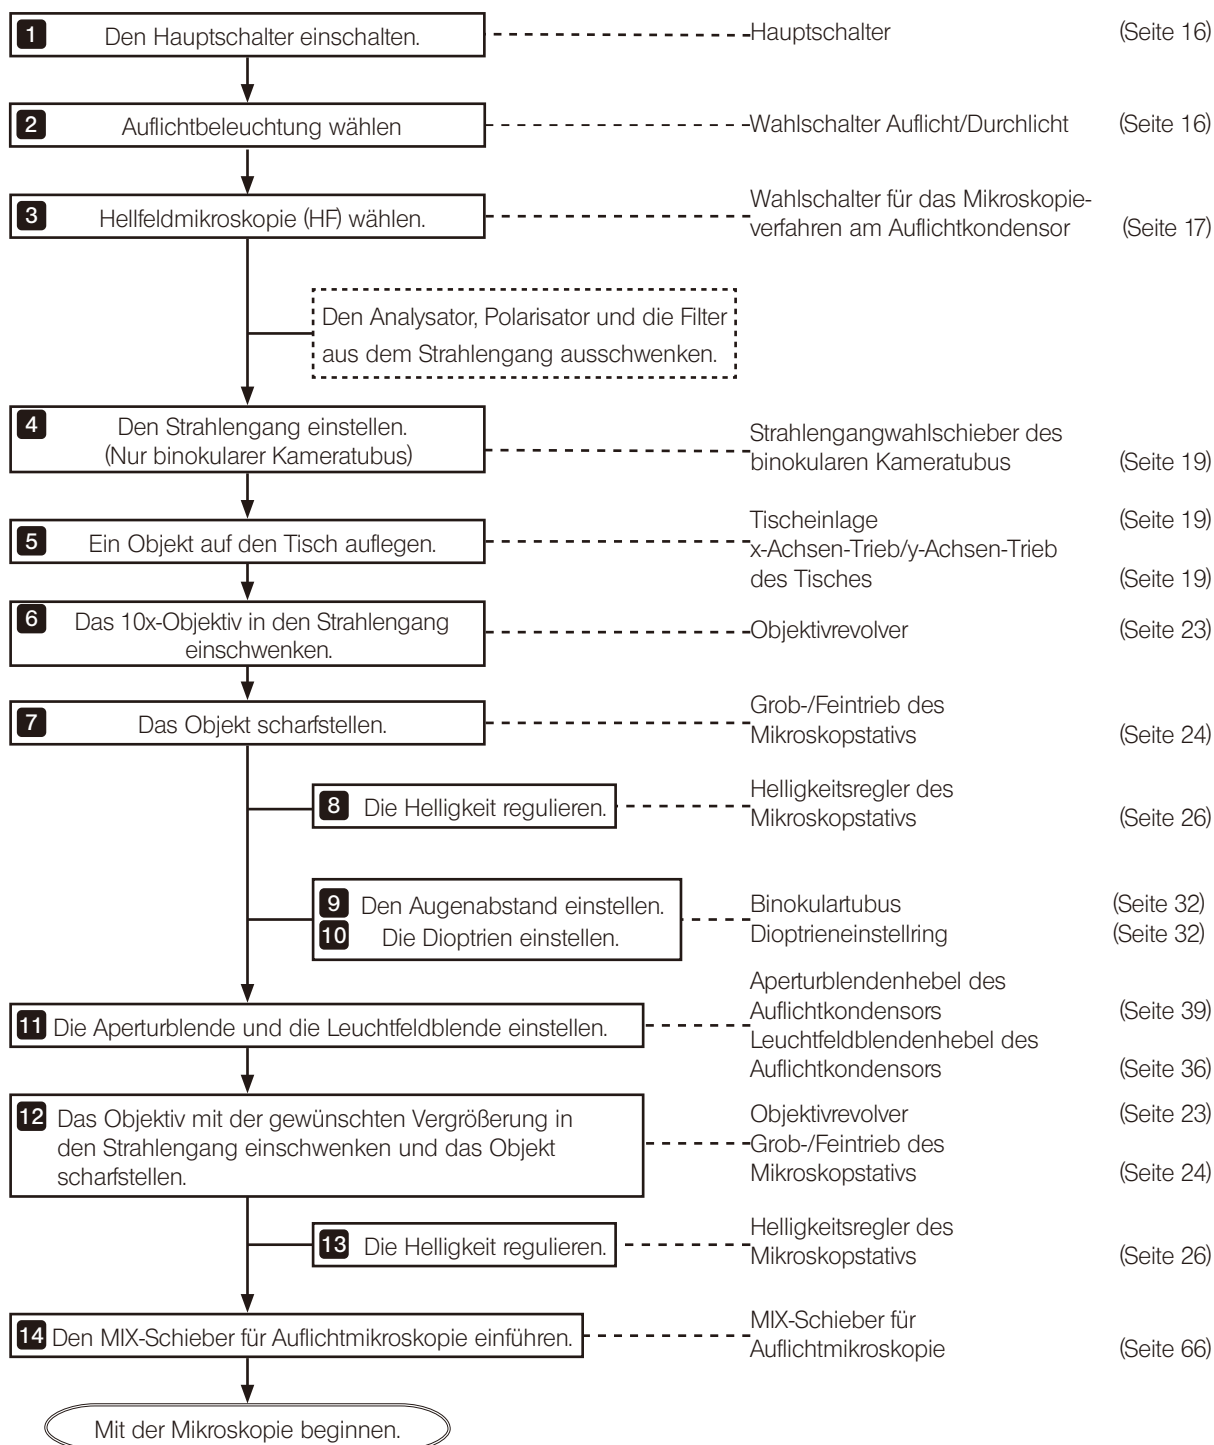 1 Den Hauptschalter einschalten. Hauptschalter (Seite 16)
2 Auflichtbeleuchtung wählen Wahlschalter Auflicht/Durchlicht (Seite 16)
3 Hellfeldmikroskopie (HF) wählen. Wahlschalter für das Mikroskopie-
verfahren am Auflichtkondensor (Seite 17)
Den Analysator, Polarisator und die Filter
aus dem Strahlengang ausschwenken.
4 Den Strahlengang einstellen.
(Nur binokularer Kameratubus)
Strahlengangwahlschieber des
binokularen Kameratubus (Seite 19)
5 Ein Objekt auf den Tisch auflegen.
Tischeinlage (Seite 19)
x-Achsen-Trieb/y-Achsen-Trieb
des Tisches (Seite 19)
6 Das 10x-Objektiv in den Strahlengang
einschwenken.
Objektivrevolver (Seite 23)
7 Das Objekt scharfstellen.
Grob-/Feintrieb des
Mikroskopstativs (Seite 24)
8 Die Helligkeit regulieren.
Helligkeitsregler des
Mikroskopstativs (Seite 26)
9 Den Augenabstand einstellen. Binokulartubus (Seite 32)
10 Die Dioptrien einstellen. Dioptrieneinstellring (Seite 32)
11 Die Aperturblende und die Leuchtfeldblende einstellen.
Aperturblendenhebel des
Auflichtkondensors (Seite 39)
Leuchtfeldblendenhebel des
Auflichtkondensors (Seite 36)
12 Das Objektiv mit der gewünschten Vergrößerung in
den Strahlengang einschwenken und das Objekt
scharfstellen.
Objektivrevolver (Seite 23)
Grob-/Feintrieb des
Mikroskopstativs (Seite 24)
13 Die Helligkeit regulieren.
Helligkeitsregler des
Mikroskopstativs (Seite 26)
14 Den MIX-Schieber für Auflichtmikroskopie einführen.
MIX-Schieber für
Auflichtmikroskopie (Seite 66)
Mit der Mikroskopie beginnen.